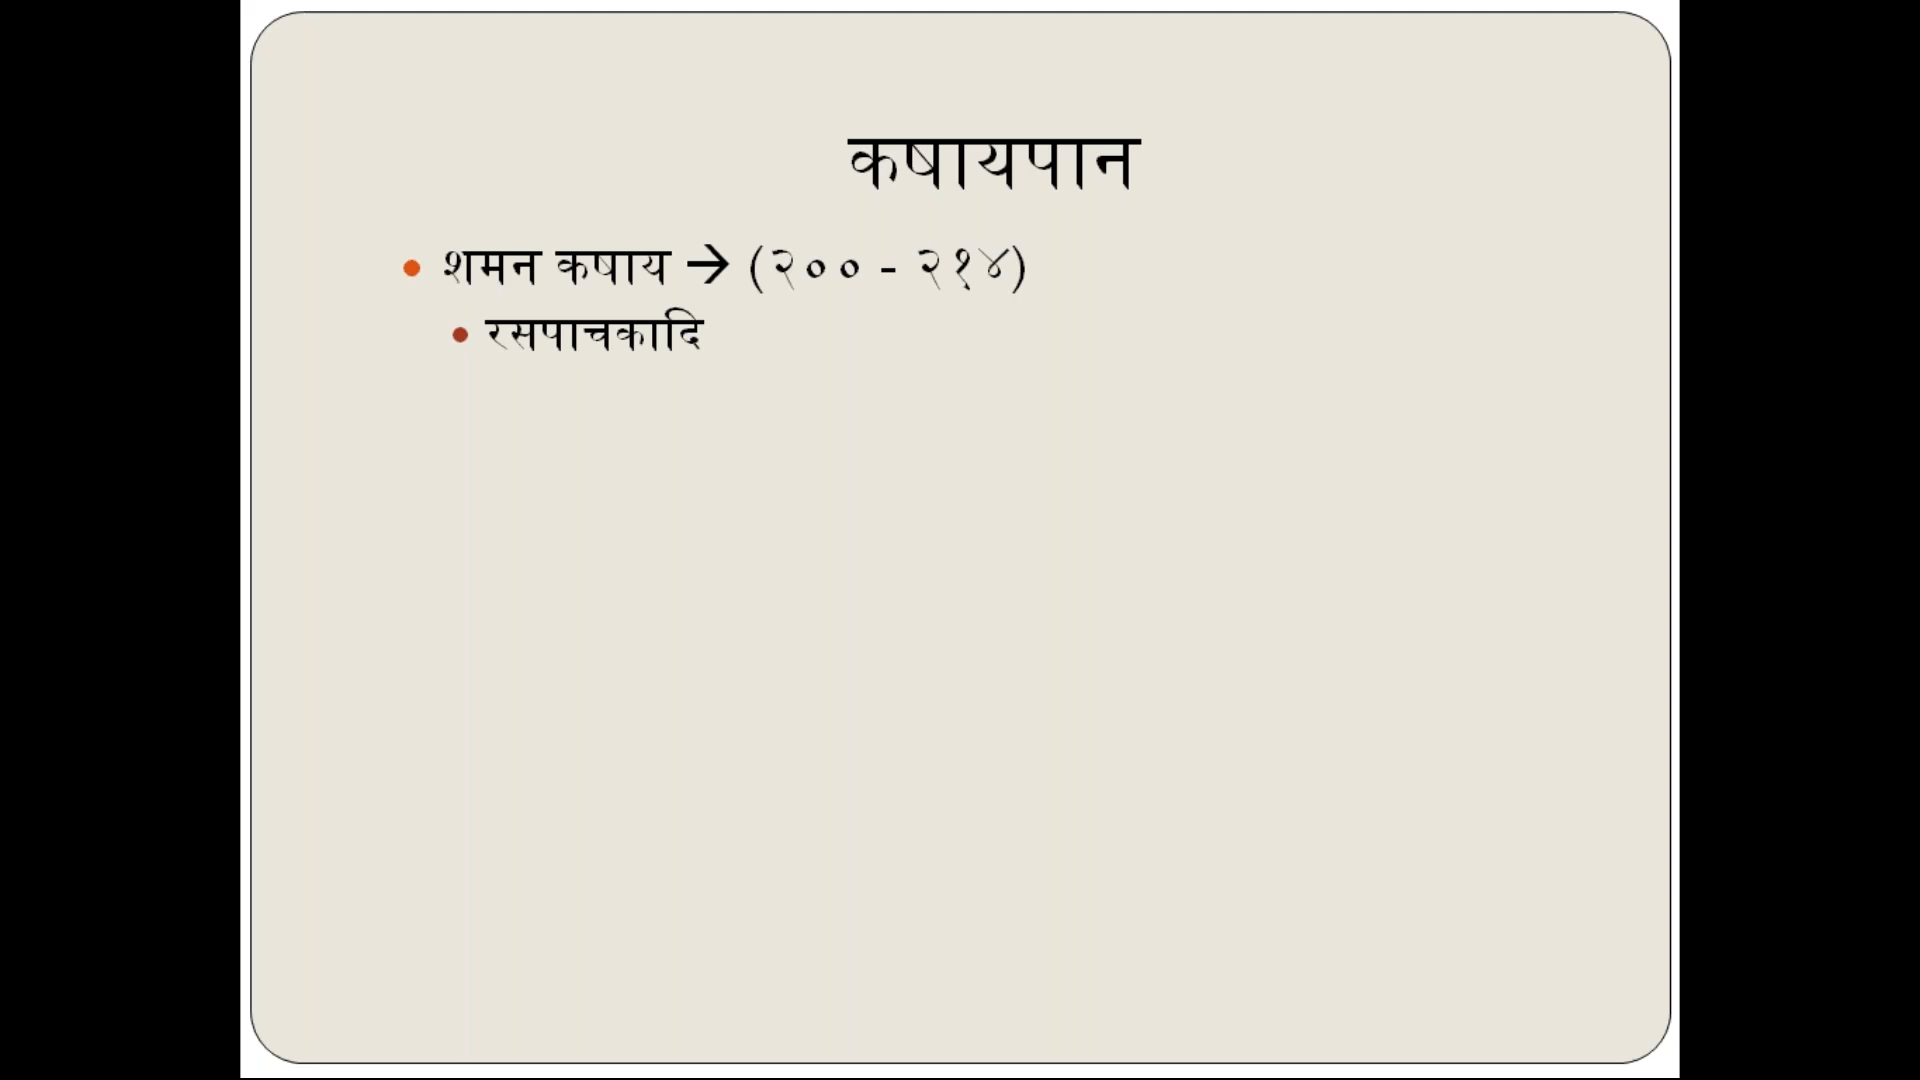 कषायपान
• शमन कषाय → (२०० - २१४)
• रसपाचकादि